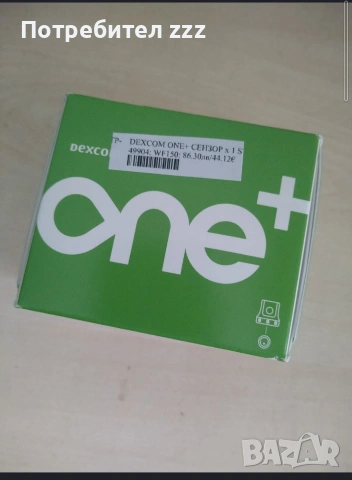 Потребител zzz
DEXCOM ONE+ СЕНЗОР x 1
49904: WF150: 86.30лв/44.12€
DEXCOM
one+
BAZAR